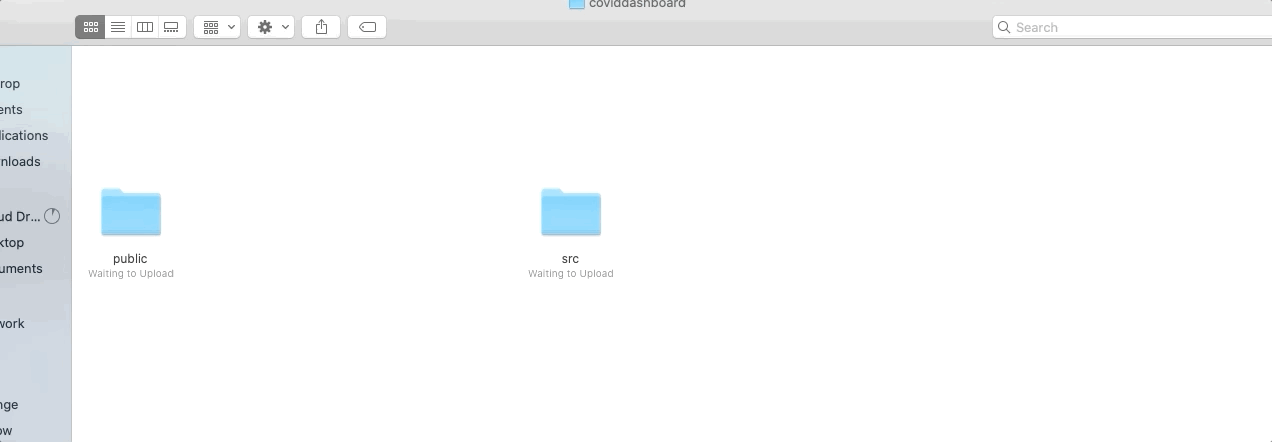 coviddashboard
Search
rop
ents
lications
nloads
ud Dr...
ktop
uments
work
nge
ow
public
Waiting to Upload
src
Waiting to Upload